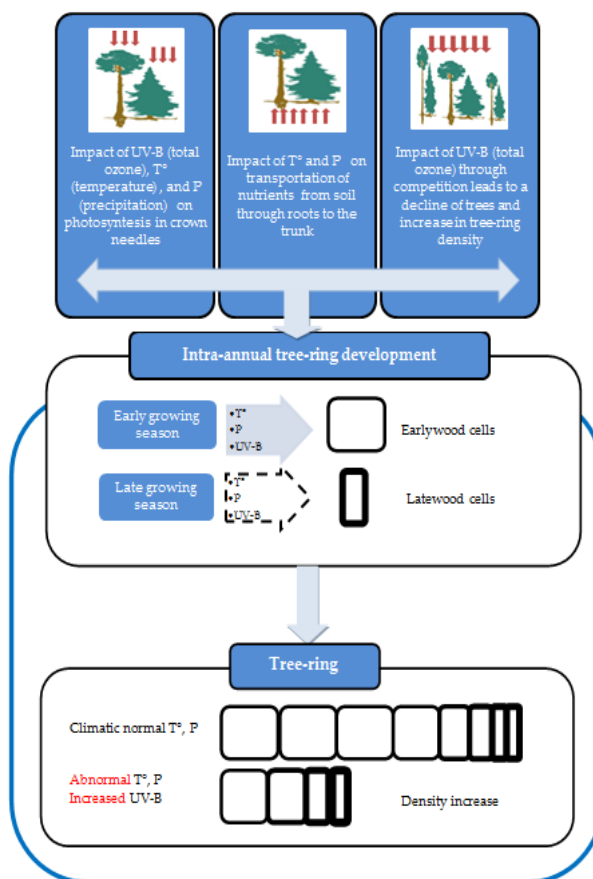 Impact of UV-B (total
ozone), T°
(temperature) , and P
(precipitation) on
photosyntesis in crown
needles
Impact of T° and P on
transportation of
nutrients from soil
through roots to the
trunk
Impact of UV-B (total
ozone) through
competition leads to a
decline of trees and
increase in tree-ring
density
Intra-annual tree-ring development
Early growing
season
•T°
•P
•UV-B
Earlywood cells
Late growing
season
•T°
•P
•UV-B
Latewood cells
Tree-ring
Climatic normal T°, P
Abnormal T°, P
Increased UV-B
Density increase